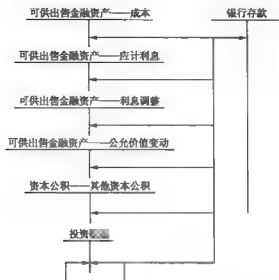 可供出售金融资产——成本 银行存款
可供出售金融资产——应计利息
可供出售金融资产——利息调整
可供出售金融资产——公允价值变动
资本公积——其他资本公积
投资